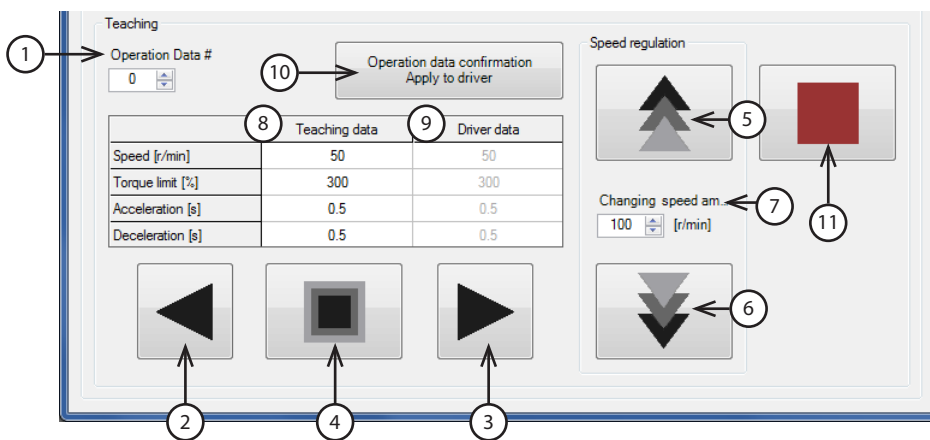 Teaching
1
Operation Data #
0
10
Operation data confirmation
Apply to driver
Speed regulation
5
8
Teaching data
9
Driver data
Speed [r/min]
50
50
Torque limit [%]
300
300
Acceleration [s]
0.5
0.5
Deceleration [s]
0.5
0.5
Changing speed am...
7
100
[r/min]
11
6
2
4
3